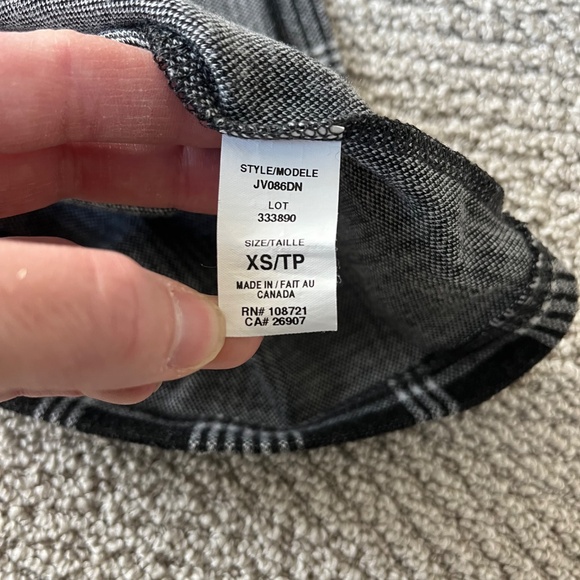 STYLE/MODELE
JV086DN
LOT
333890
SIZE/TAILLE
XS/TP
MADE IN / FAIT AU
CANADA
RN# 108721
CA# 26907